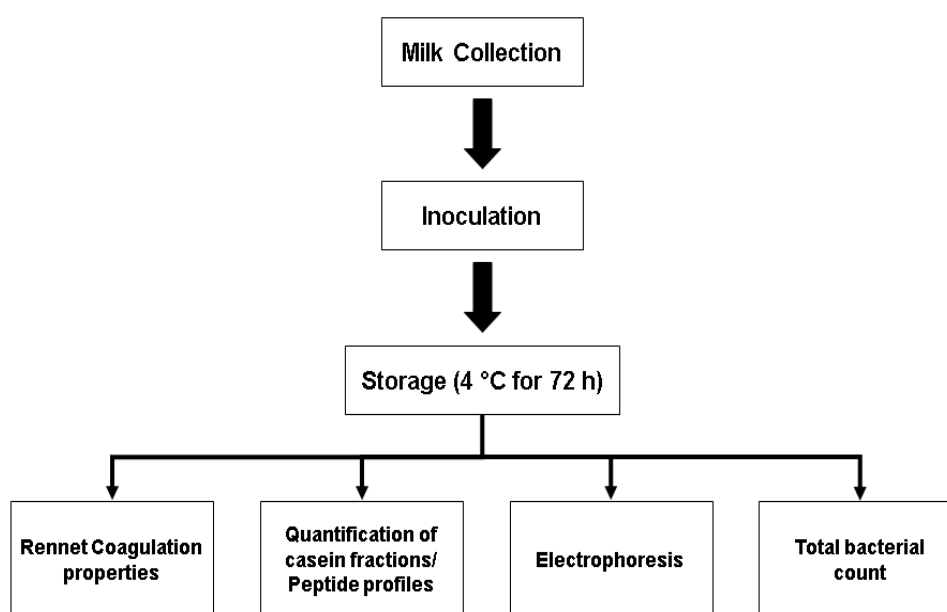 Milk Collection
Inoculation
Storage (4 °C for 72 h)
Rennet Coagulation
properties
Quantification of
casein fractions/
Peptide profiles
Electrophoresis
Total bacterial
count